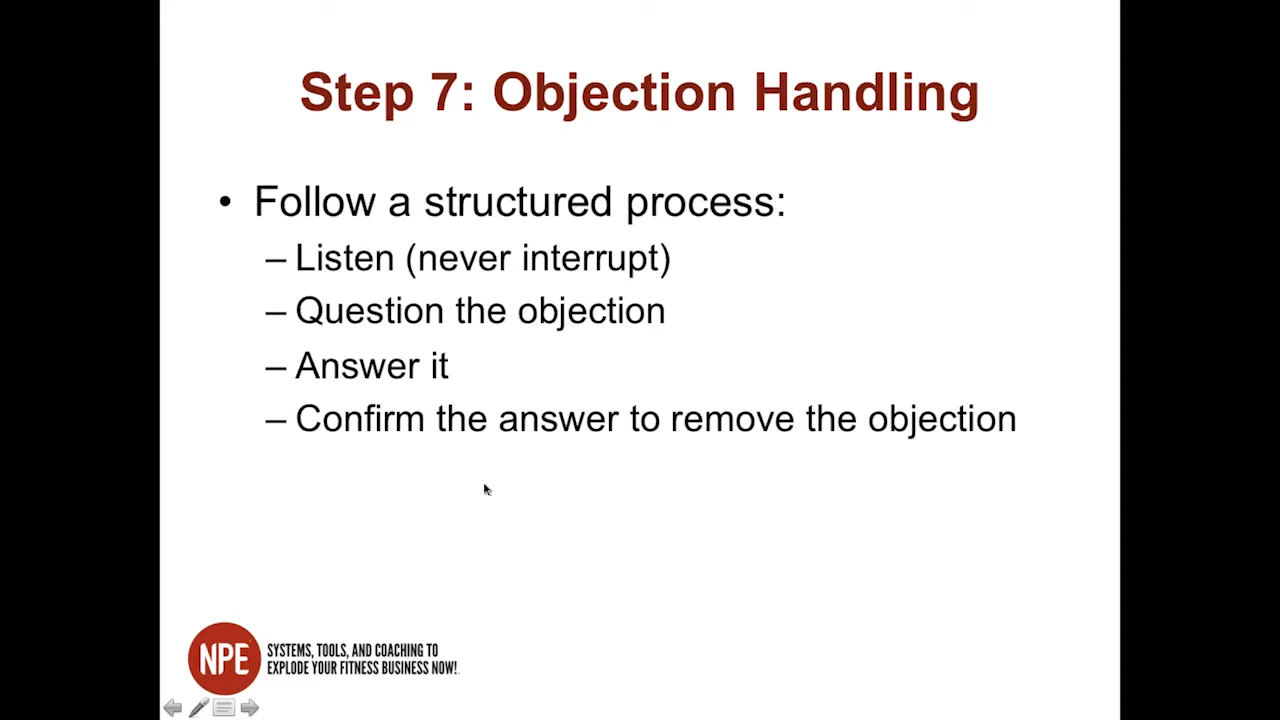 Step 7: Objection Handling
• Follow a structured process:
– Listen (never interrupt)
– Question the objection
– Answer it
– Confirm the answer to remove the objection
NPE
SYSTEMS, TOOLS, AND COACHING TO
EXPLODE YOUR FITNESS BUSINESS NOW!